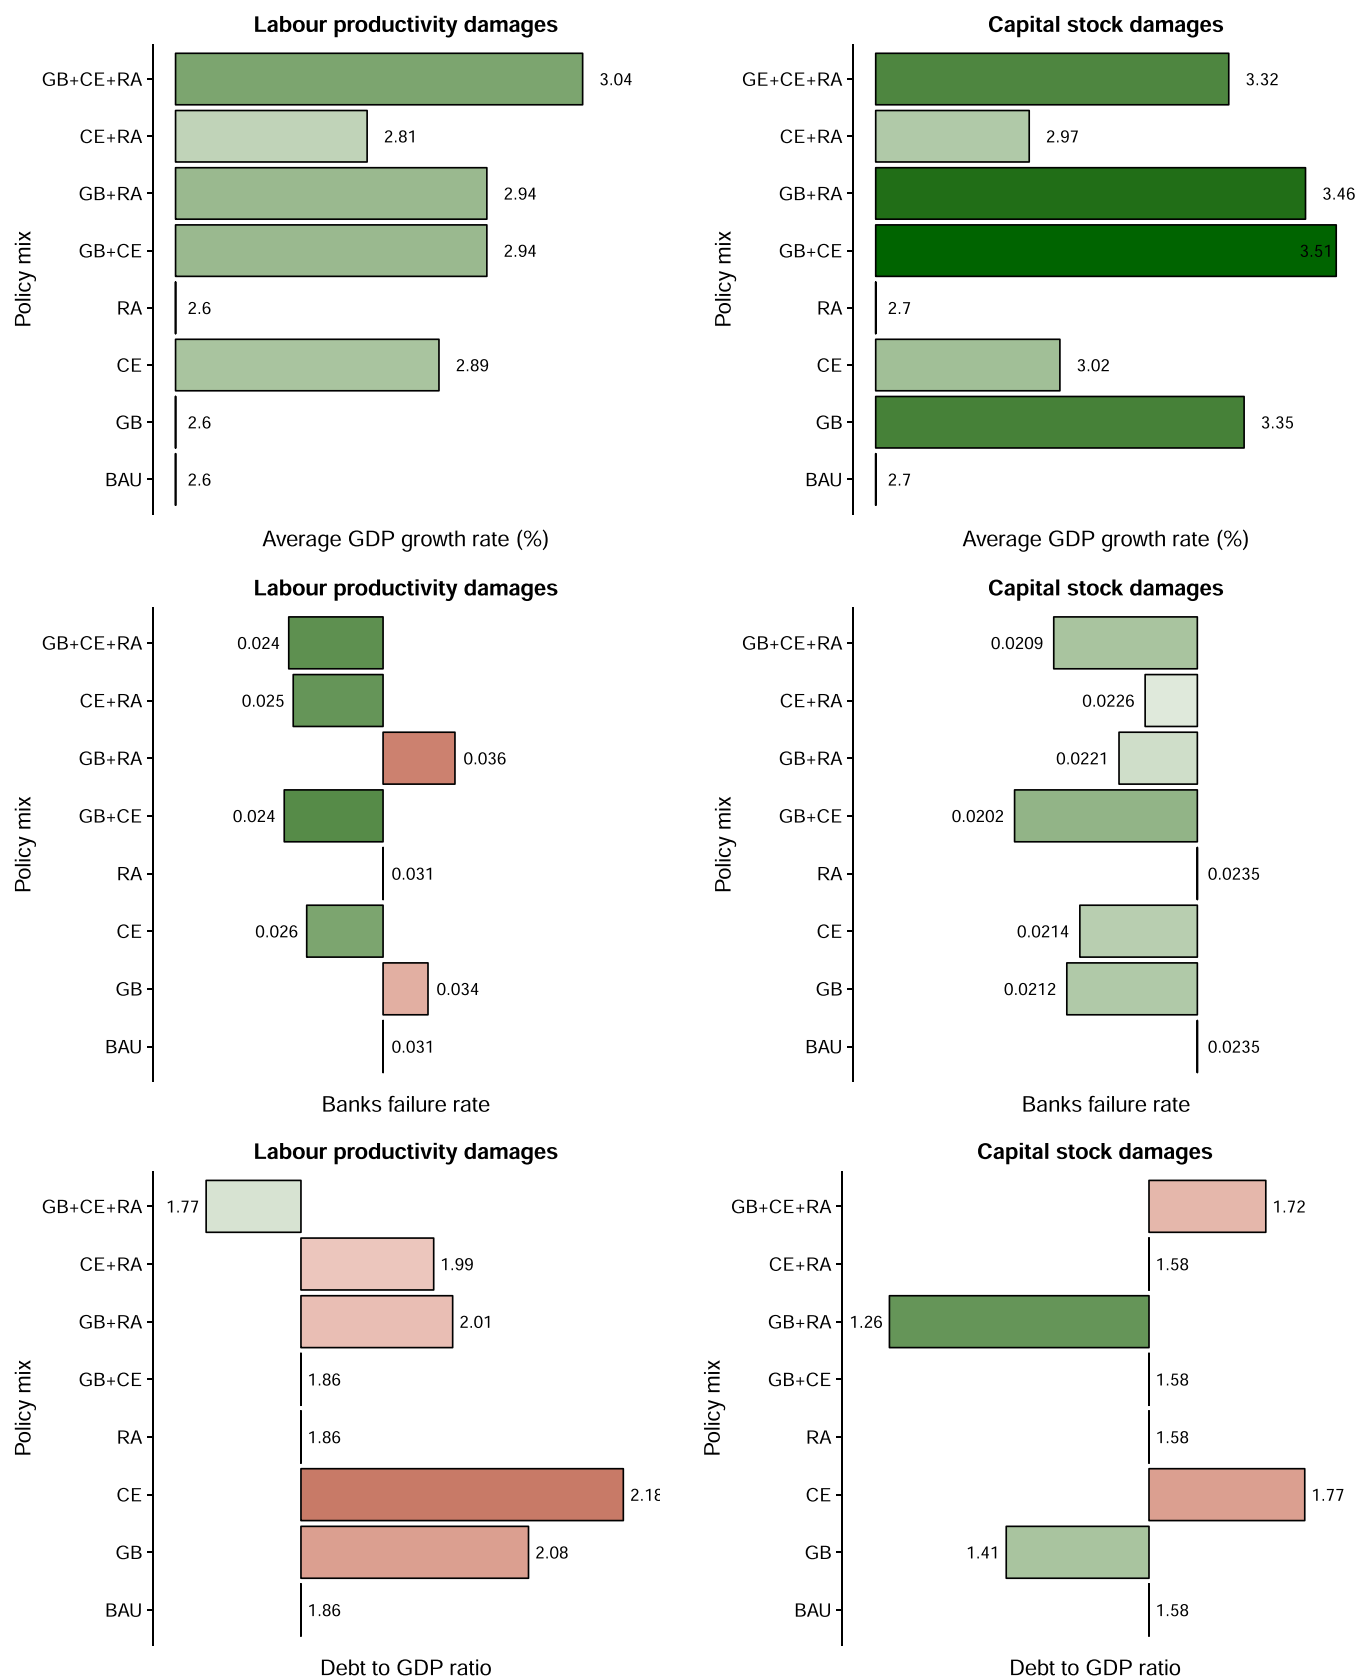 Labour productivity damages
GB+CE+RA
3.04
CE+RA
2.81
GB+RA
2.94
GB+CE
2.94
RA
2.6
CE
2.89
GB
2.6
BAU
2.6
Policy mix
Average GDP growth rate (%)
Capital stock damages
GE+CE+RA
3.32
CE+RA
2.97
GB+RA
3.46
GB+CE
3.51
RA
2.7
CE
3.02
GB
3.35
BAU
2.7
Policy mix
Average GDP growth rate (%)
Labour productivity damages
GB+CE+RA
0.024
CE+RA
0.025
GB+RA
0.036
GB+CE
0.024
RA
0.031
CE
0.026
GB
0.034
BAU
0.031
Policy mix
Banks failure rate
Capital stock damages
GB+CE+RA
0.0209
CE+RA
0.0226
GB+RA
0.0221
GB+CE
0.0202
RA
0.0235
CE
0.0214
GB
0.0212
BAU
0.0235
Policy mix
Banks failure rate
Labour productivity damages
GB+CE+RA
1.77
CE+RA
1.99
GB+RA
2.01
GB+CE
1.86
RA
1.86
CE
2.18
GB
2.08
BAU
1.86
Policy mix
Debt to GDP ratio
Capital stock damages
GB+CE+RA
1.72
CE+RA
1.58
GB+RA
1.26
GB+CE
1.58
RA
1.58
CE
1.77
GB
1.41
BAU
1.58
Policy mix
Debt to GDP ratio